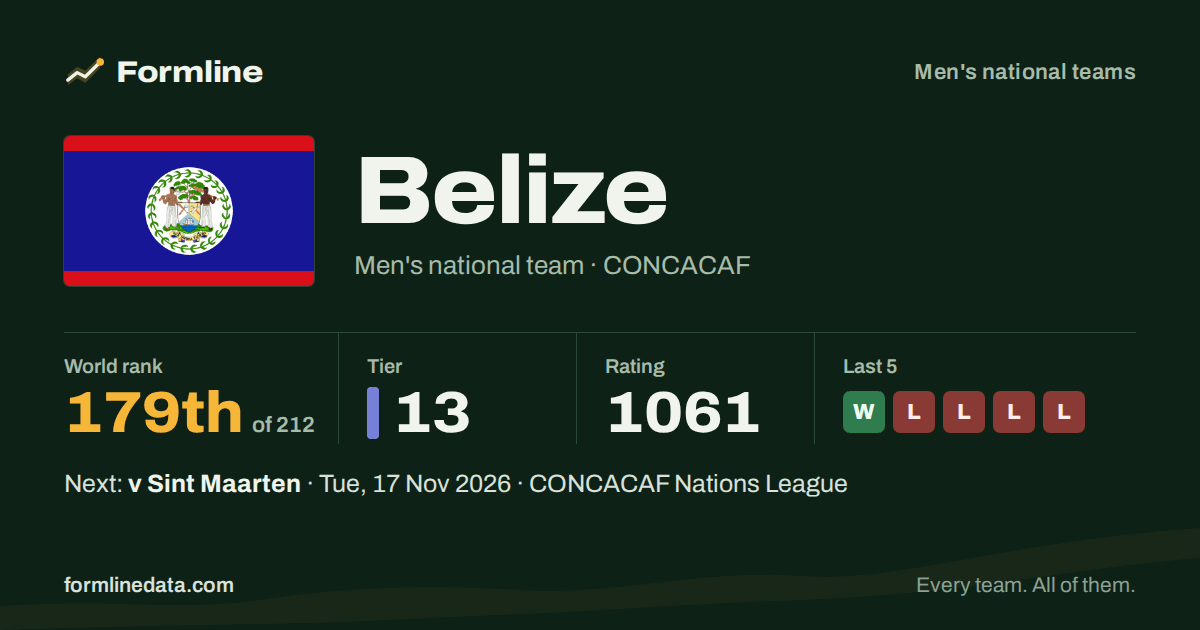 Formline
Men's national teams
Belize
Men's national team · CONCACAF
World rank
179th of 212
Tier
13
Rating
1061
Last 5
W L L L L
Next: v Sint Maarten · Tue, 17 Nov 2026 · CONCACAF Nations League
formlinedata.com
Every team. All of them.